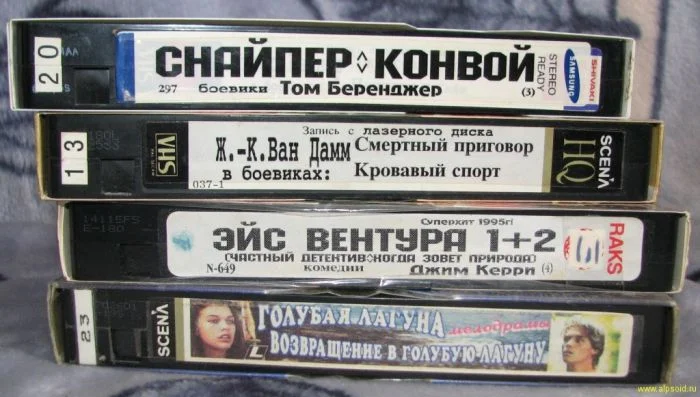 20
СНАЙПЕР ◊ КОНВОЙ
297 боевики Том Беренджер (3)
STEREO
READY
SAMSUNG
SHIVAKI
13
VHS
Запись с лазерного диска
Ж.-К.Ван Дамм Смертный приговор
в боевиках: Кровавый спорт
037-1
SCENA
HQ
14115FS
E-180
Суперхит 1995г!
ЭЙС ВЕНТУРА 1+2
(ЧАСТНЫЙ ДЕТЕКТИВ:КОГДА ЗОВЕТ ПРИРОДА)
N-649 комедии Джим Керри (4)
RAKS
23
SCENA
ГОЛУБАЯ ЛАГУНА
мелодрамы
ВОЗВРАЩЕНИЕ В ГОЛУБУЮ ЛАГУНУ
www.alpsoid.ru